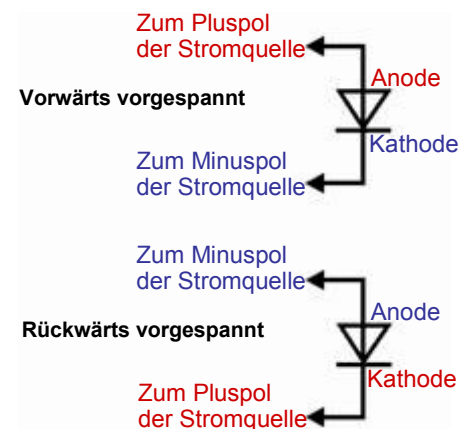 Zum Pluspol
der Stromquelle
Anode
Vorwärts vorgespannt
Kathode
Zum Minuspol
der Stromquelle
Zum Minuspol
der Stromquelle
Anode
Rückwärts vorgespannt
Kathode
Zum Pluspol
der Stromquelle